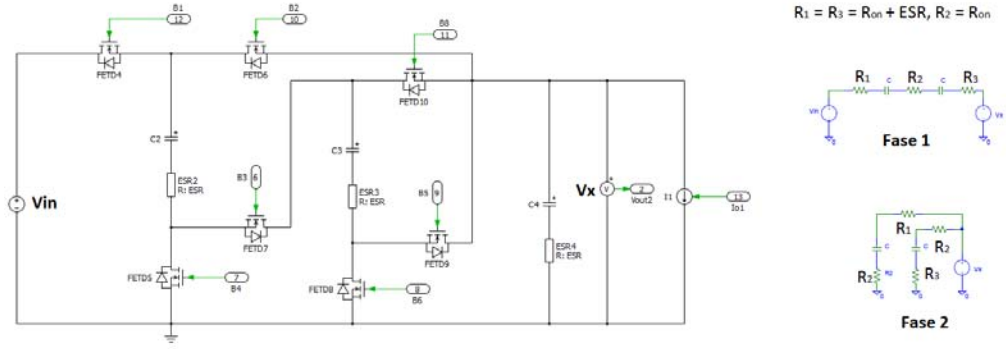 B1
12
B2
10
B8
11
R₁ = R₃ = Rₒₙ + ESR, R₂ = Rₒₙ
FETD4
FETD6
FETD10
R₁ C R₂ C R₃
Vin
Vx
Fase 1
C2
C3
ESR2
R: ESR
B3 6
ESR3
R: ESR
B5 9
Vin
Vx
V
2
Vout2
I1
13
Io1
C4
FETD7
FETD9
ESR4
R: ESR
FETD5
7
B4
FETD8
8
B6
R₁
R₂
C
C
R₂ R2
R₃
Vx
Fase 2